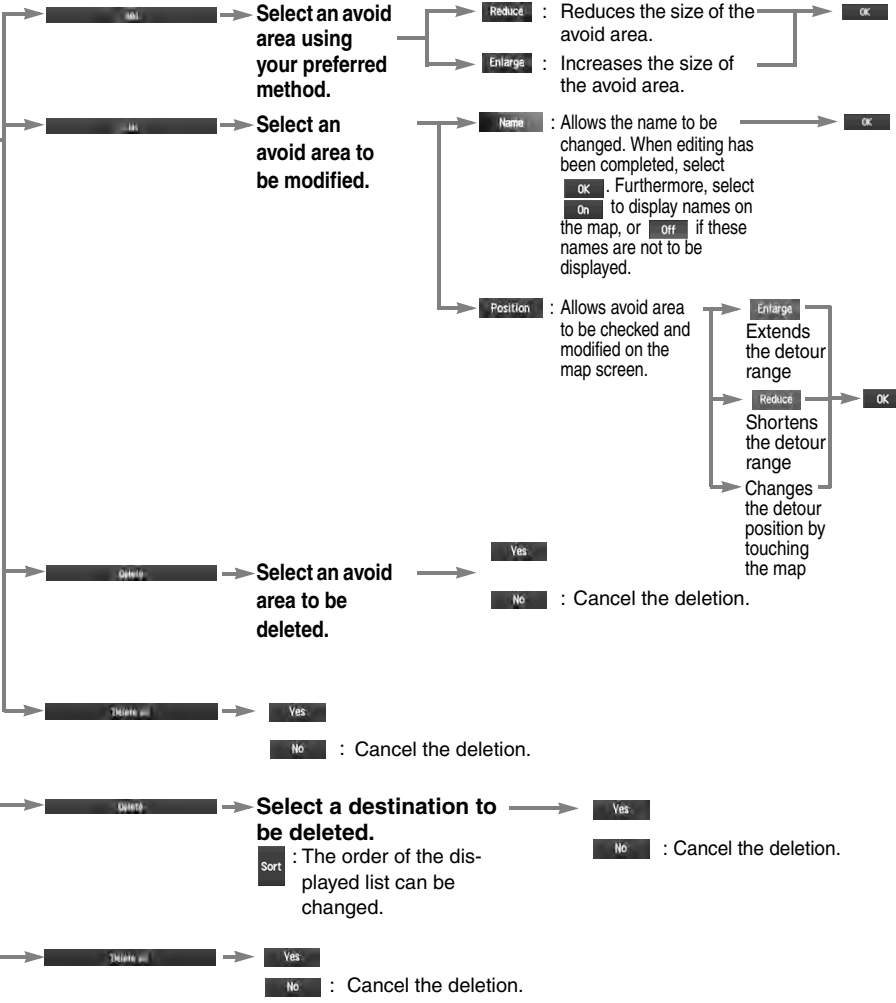 Select an avoid
area using
your preferred
method.
Reduce : Reduces the size of the
avoid area.
OK
Enlarge : Increases the size of
the avoid area.
Select an
avoid area to
be modified.
Name : Allows the name to be
changed. When editing has
been completed, select
OK . Furthermore, select
On to display names on
the map, or Off if these
names are not to be
displayed.
OK
Position : Allows avoid area
to be checked and
modified on the
map screen.
Enlarge
Extends
the detour
range
Reduce
Shortens
the detour
range
Changes
the detour
position by
touching
the map
OK
Delete
Select an avoid
area to be
deleted.
Yes
No : Cancel the deletion.
Delete all
Yes
No : Cancel the deletion.
Delete
Select a destination to
be deleted.
Sort : The order of the dis-
played list can be
changed.
Yes
No : Cancel the deletion.
Delete all
Yes
No : Cancel the deletion.